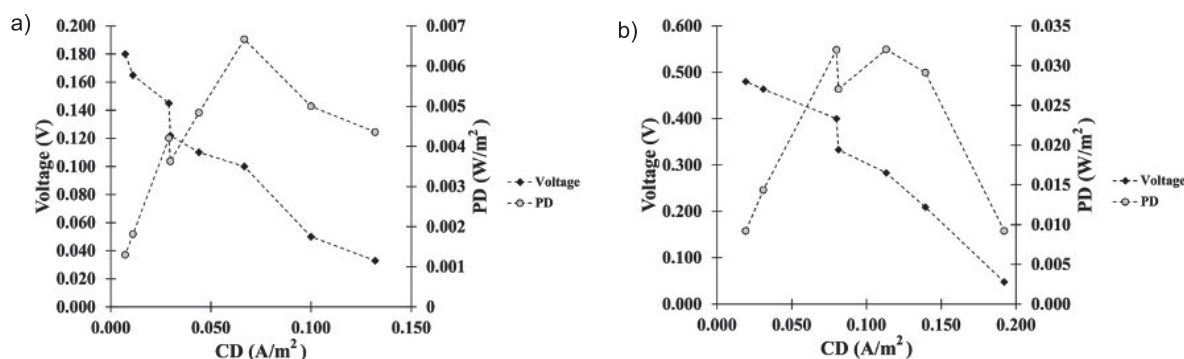 a)
Voltage (V)
0.200
0.180
0.160
0.140
0.120
0.100
0.080
0.060
0.040
0.020
0.000
0.000 0.050 0.100 0.150
CD (A/m²)
0.007
0.006
0.005
0.004
0.003
0.002
0.001
0
PD (W/m²)
Voltage
PD
b)
Voltage (V)
0.600
0.500
0.400
0.300
0.200
0.100
0.000
0.000 0.050 0.100 0.150 0.200
CD (A/m²)
0.035
0.030
0.025
0.020
0.015
0.010
0.005
0.000
PD (W/m²)
Voltage
PD